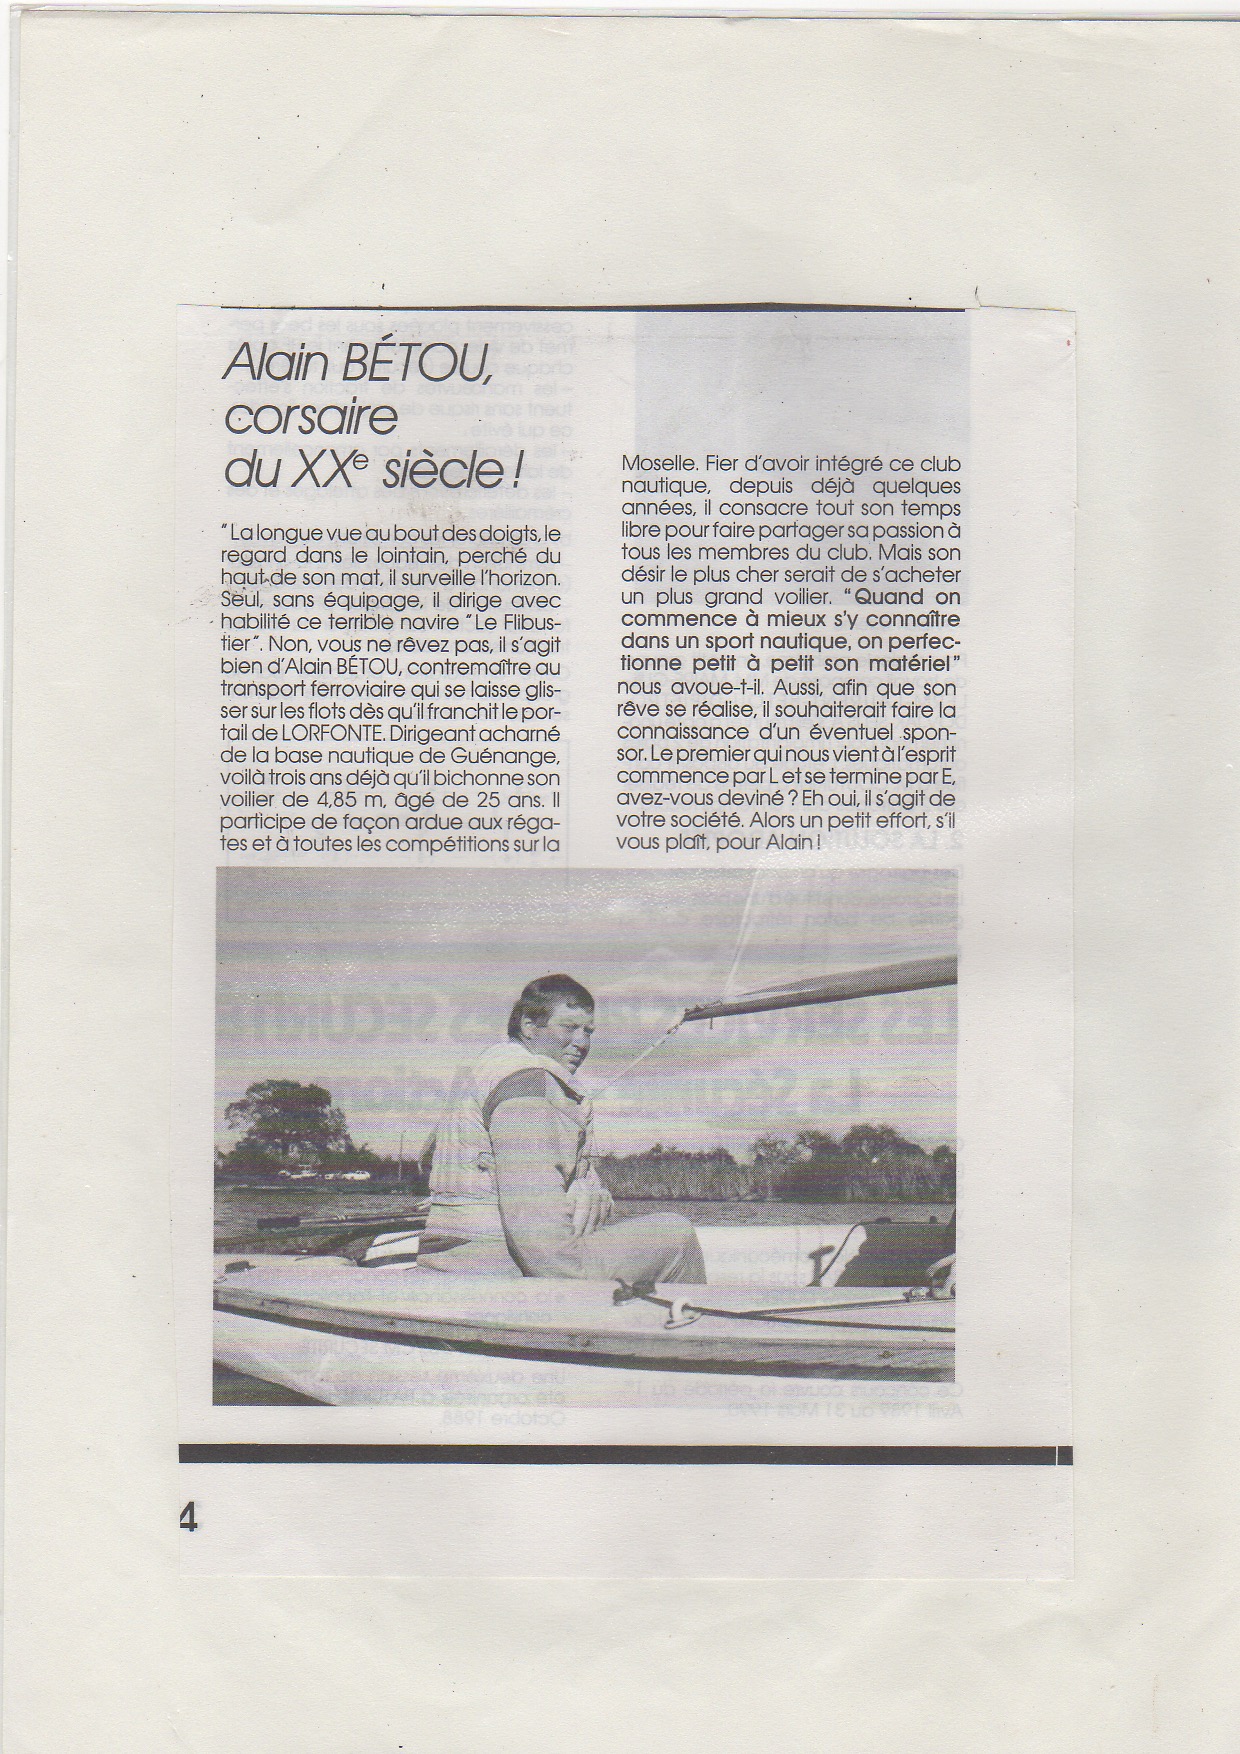 Alain BÉTOU,
corsaire
du XXe siècle !
"La longue vue au bout des doigts, le
regard dans le lointain, perché du
haut de son mat, il surveille l'horizon.
Seul, sans équipage, il dirige avec
habilité ce terrible navire "Le Flibus-
tier". Non, vous ne rêvez pas, il s'agit
bien d'Alain BÉTOU, contremaître au
transport ferroviaire qui se laisse glis-
ser sur les flots dès qu'il franchit le por-
tail de LORFONTE. Dirigeant acharné
de la base nautique de Guénange,
voilà trois ans déjà qu'il bichonne son
voilier de 4,85 m, âgé de 25 ans. Il
participe de façon ardue aux réga-
tes et à toutes les compétitions sur la
Moselle. Fier d'avoir intégré ce club
nautique, depuis déjà quelques
années, il consacre tout son temps
libre pour faire partager sa passion à
tous les membres du club. Mais son
désir le plus cher serait de s'acheter
un plus grand voilier. "Quand on
commence à mieux s'y connaître
dans un sport nautique, on perfec-
tionne petit à petit son matériel"
nous avoue-t-il. Aussi, afin que son
rêve se réalise, il souhaiterait faire la
connaissance d'un éventuel spon-
sor. Le premier qui nous vient à l'esprit
commence par L et se termine par E,
avez-vous deviné ? Eh oui, il s'agit de
votre société. Alors un petit effort, s'il
vous plaît, pour Alain !
4